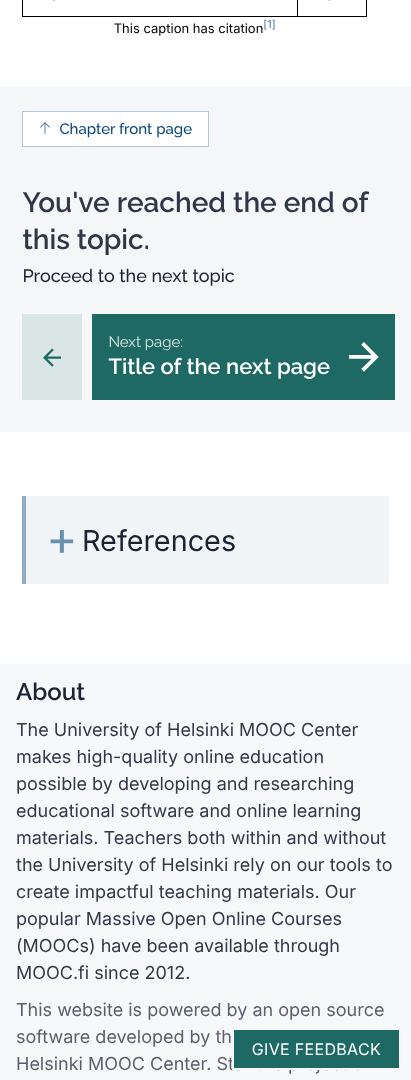 This caption has citation[1]
↑ Chapter front page
You've reached the end of
this topic.
Proceed to the next topic
Next page:
Title of the next page
References
About
The University of Helsinki MOOC Center
makes high-quality online education
possible by developing and researching
educational software and online learning
materials. Teachers both within and without
the University of Helsinki rely on our tools to
create impactful teaching materials. Our
popular Massive Open Online Courses
(MOOCs) have been available through
MOOC.fi since 2012.
This website is powered by an open source
software developed by
GIVE FEEDBACK
Helsinki MOOC Center.